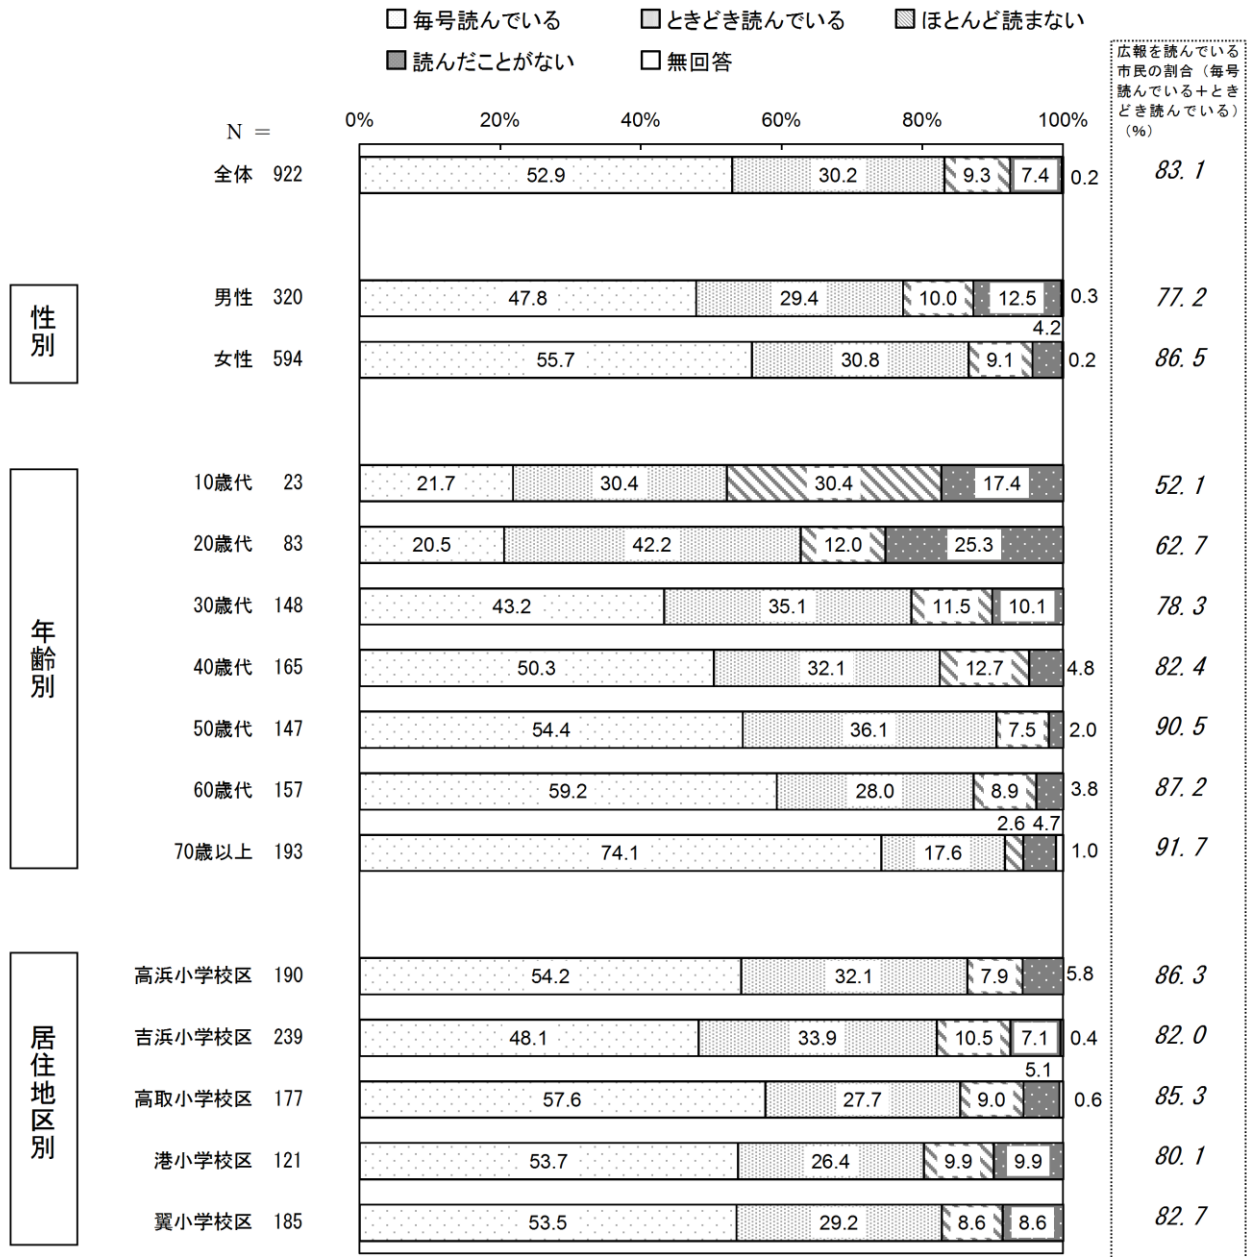 毎号読んでいる ときどき読んでいる ほとんど読まない
読んだことがない 無回答
広報を読んでいる
市民の割合（毎号
読んでいる＋とき
どき読んでいる）
（%）
N = 0% 20% 40% 60% 80% 100%
全体 922 52.9 30.2 9.3 7.4 0.2 83.1
性別
男性 320 47.8 29.4 10.0 12.5 0.3 77.2
4.2
女性 594 55.7 30.8 9.1 0.2 86.5
年齢別
10歳代 23 21.7 30.4 30.4 17.4 52.1
20歳代 83 20.5 42.2 12.0 25.3 62.7
30歳代 148 43.2 35.1 11.5 10.1 78.3
40歳代 165 50.3 32.1 12.7 4.8 82.4
50歳代 147 54.4 36.1 7.5 2.0 90.5
60歳代 157 59.2 28.0 8.9 3.8 87.2
2.6 4.7
70歳以上 193 74.1 17.6 1.0 91.7
居住地区別
高浜小学校区 190 54.2 32.1 7.9 5.8 86.3
吉浜小学校区 239 48.1 33.9 10.5 7.1 0.4 82.0
5.1
高取小学校区 177 57.6 27.7 9.0 0.6 85.3
港小学校区 121 53.7 26.4 9.9 9.9 80.1
翼小学校区 185 53.5 29.2 8.6 8.6 82.7